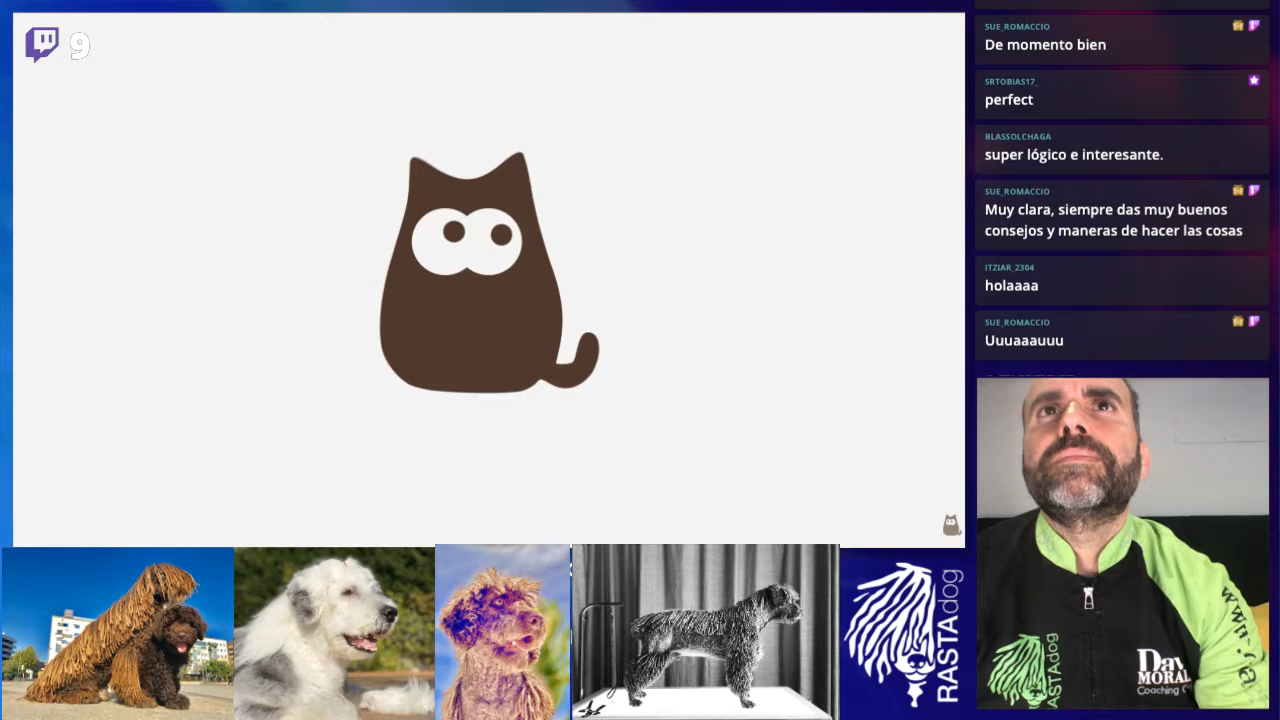 9
SUE_ROMACCIO
De momento bien
SRTOBIAS17_
perfect
BLASSOLCHAGA
super lógico e interesante.
SUE_ROMACCIO
Muy clara, siempre das muy buenos
consejos y maneras de hacer las cosas
ITZIAR_2304
holaaaa
SUE_ROMACCIO
Uuuaaauuu
RASTAdog
RASTAdog
Coaching